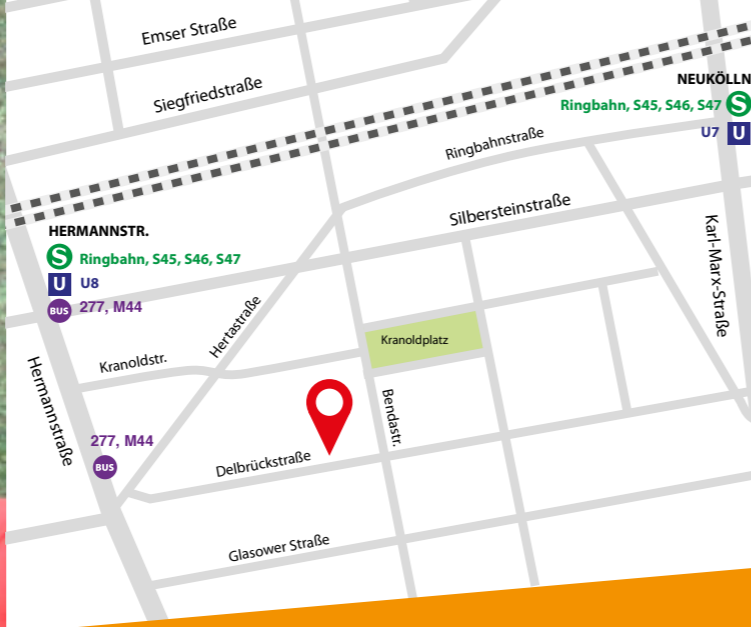 Emser Straße
Siegfriedstraße
NEUKÖLLN
Ringbahn, S45, S46, S47 S
U7 U
Ringbahnstraße
Silbersteinstraße
Karl-Marx-Straße
HERMANNSTR.
S Ringbahn, S45, S46, S47
U U8
BUS 277, M44
Hertastraße
Kranoldplatz
Kranoldstr.
Hermannstraße
Bendastr.
277, M44
BUS
Delbrückstraße
Glasower Straße